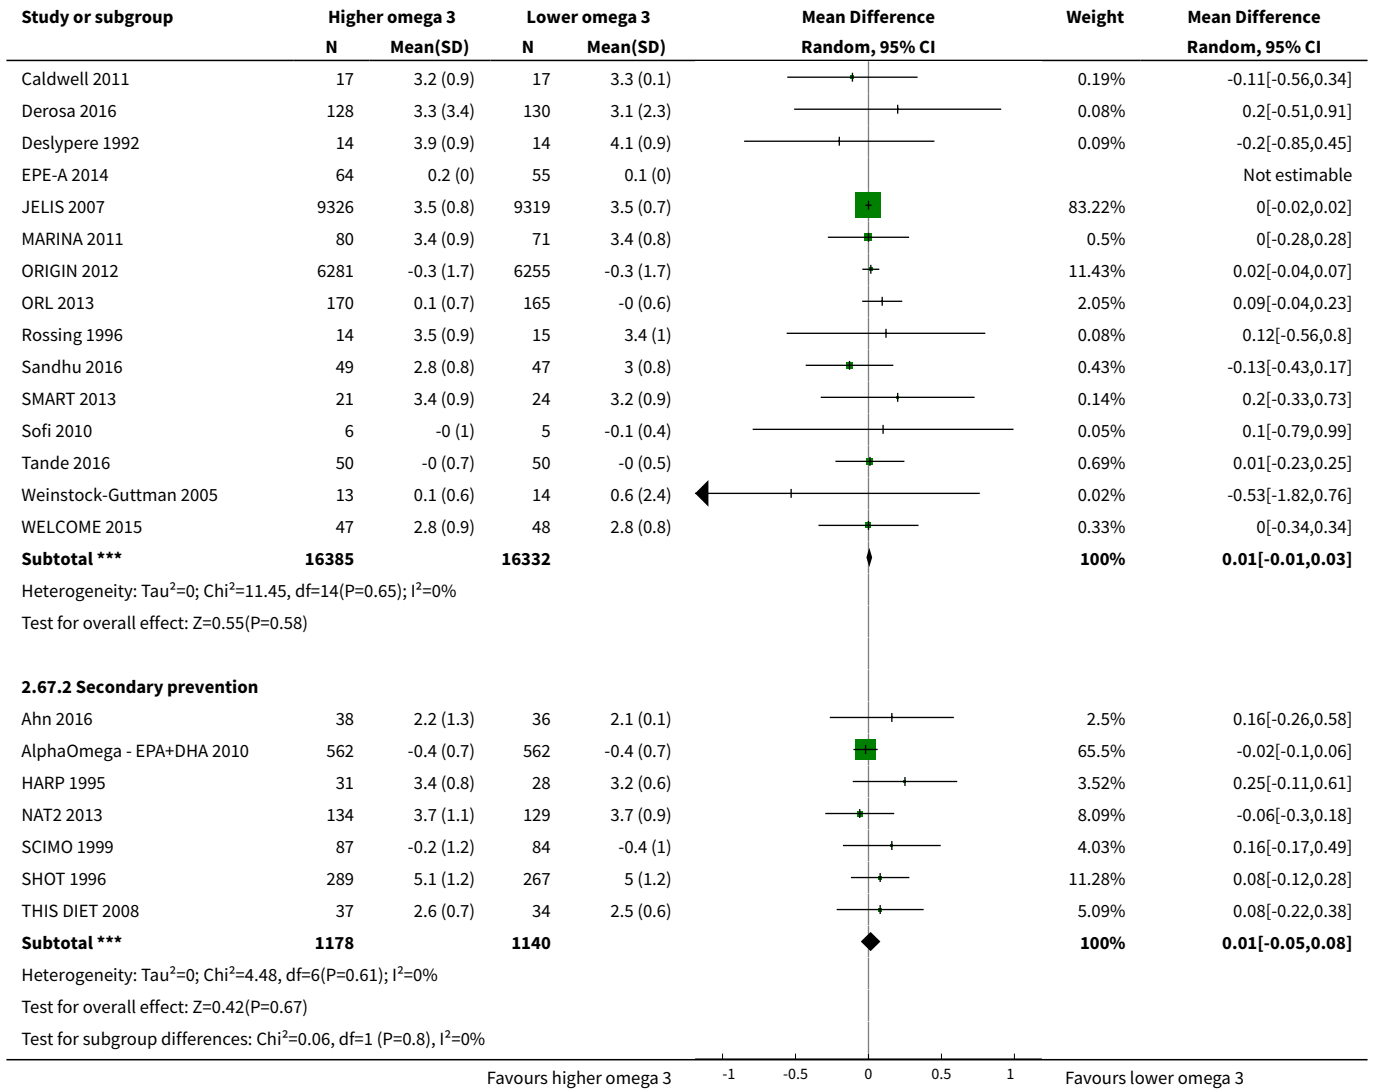 Study or subgroup Higher omega 3 Lower omega 3 Mean Difference Weight Mean Difference
N Mean(SD) N Mean(SD) Random, 95% CI Random, 95% CI
Caldwell 2011 17 3.2 (0.9) 17 3.3 (0.1) 0.19% -0.11[-0.56,0.34]
Derosa 2016 128 3.3 (3.4) 130 3.1 (2.3) 0.08% 0.2[-0.51,0.91]
Deslypere 1992 14 3.9 (0.9) 14 4.1 (0.9) 0.09% -0.2[-0.85,0.45]
EPE-A 2014 64 0.2 (0) 55 0.1 (0) Not estimable
JELIS 2007 9326 3.5 (0.8) 9319 3.5 (0.7) 83.22% 0[-0.02,0.02]
MARINA 2011 80 3.4 (0.9) 71 3.4 (0.8) 0.5% 0[-0.28,0.28]
ORIGIN 2012 6281 -0.3 (1.7) 6255 -0.3 (1.7) 11.43% 0.02[-0.04,0.07]
ORL 2013 170 0.1 (0.7) 165 -0 (0.6) 2.05% 0.09[-0.04,0.23]
Rossing 1996 14 3.5 (0.9) 15 3.4 (1) 0.08% 0.12[-0.56,0.8]
Sandhu 2016 49 2.8 (0.8) 47 3 (0.8) 0.43% -0.13[-0.43,0.17]
SMART 2013 21 3.4 (0.9) 24 3.2 (0.9) 0.14% 0.2[-0.33,0.73]
Sofi 2010 6 -0 (1) 5 -0.1 (0.4) 0.05% 0.1[-0.79,0.99]
Tande 2016 50 -0 (0.7) 50 -0 (0.5) 0.69% 0.01[-0.23,0.25]
Weinstock-Guttman 2005 13 0.1 (0.6) 14 0.6 (2.4) 0.02% -0.53[-1.82,0.76]
WELCOME 2015 47 2.8 (0.9) 48 2.8 (0.8) 0.33% 0[-0.34,0.34]
Subtotal *** 16385 16332 100% 0.01[-0.01,0.03]
Heterogeneity: Tau²=0; Chi²=11.45, df=14(P=0.65); I²=0%
Test for overall effect: Z=0.55(P=0.58)
2.67.2 Secondary prevention
Ahn 2016 38 2.2 (1.3) 36 2.1 (0.1) 2.5% 0.16[-0.26,0.58]
AlphaOmega - EPA+DHA 2010 562 -0.4 (0.7) 562 -0.4 (0.7) 65.5% -0.02[-0.1,0.06]
HARP 1995 31 3.4 (0.8) 28 3.2 (0.6) 3.52% 0.25[-0.11,0.61]
NAT2 2013 134 3.7 (1.1) 129 3.7 (0.9) 8.09% -0.06[-0.3,0.18]
SCIMO 1999 87 -0.2 (1.2) 84 -0.4 (1) 4.03% 0.16[-0.17,0.49]
SHOT 1996 289 5.1 (1.2) 267 5 (1.2) 11.28% 0.08[-0.12,0.28]
THIS DIET 2008 37 2.6 (0.7) 34 2.5 (0.6) 5.09% 0.08[-0.22,0.38]
Subtotal *** 1178 1140 100% 0.01[-0.05,0.08]
Heterogeneity: Tau²=0; Chi²=4.48, df=6(P=0.61); I²=0%
Test for overall effect: Z=0.42(P=0.67)
Test for subgroup differences: Chi²=0.06, df=1 (P=0.8), I²=0%
Favours higher omega 3 -1 -0.5 0 0.5 1 Favours lower omega 3